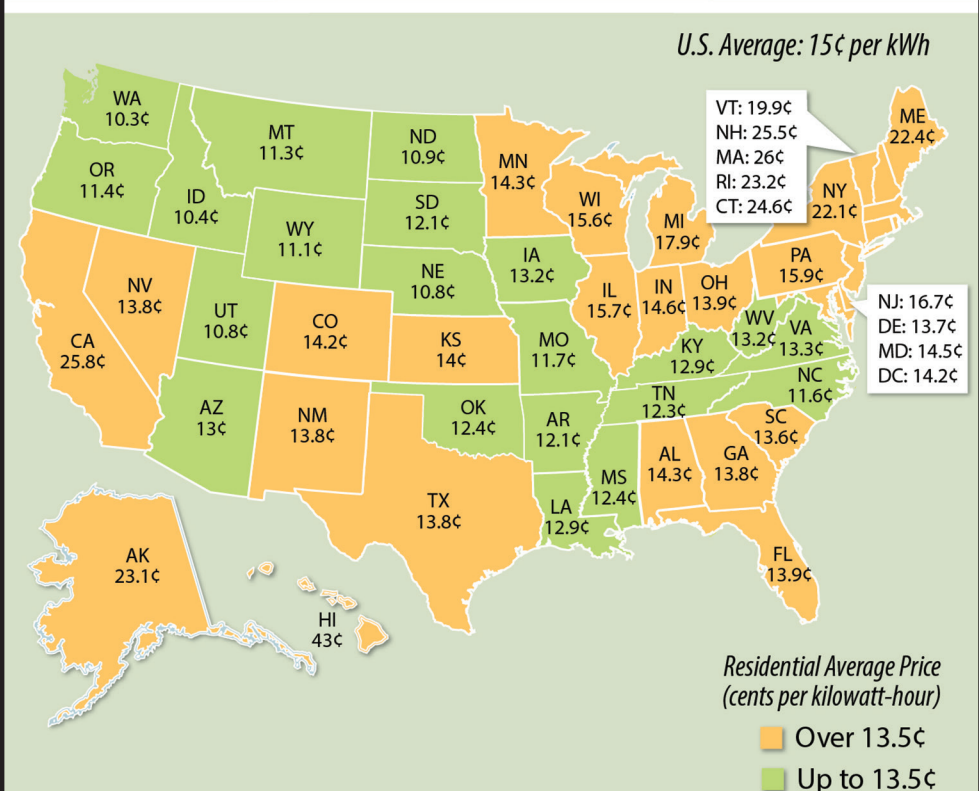 U.S. Average: 15¢ per kWh
WA
10.3¢
MT
11.3¢
ND
10.9¢
MN
14.3¢
VT: 19.9¢
NH: 25.5¢
MA: 26¢
RI: 23.2¢
CT: 24.6¢
ME
22.4¢
OR
11.4¢
ID
10.4¢
WY
11.1¢
SD
12.1¢
WI
15.6¢
MI
17.9¢
NY
22.1¢
NV
13.8¢
UT
10.8¢
CO
14.2¢
NE
10.8¢
IA
13.2¢
IL
15.7¢
IN
14.6¢
OH
13.9¢
PA
15.9¢
NJ: 16.7¢
DE: 13.7¢
MD: 14.5¢
DC: 14.2¢
CA
25.8¢
KS
14¢
MO
11.7¢
KY
12.9¢
WV
13.2¢
VA
13.3¢
AZ
13¢
NM
13.8¢
OK
12.4¢
AR
12.1¢
TN
12.3¢
NC
11.6¢
SC
13.6¢
TX
13.8¢
LA
12.9¢
MS
12.4¢
AL
14.3¢
GA
13.8¢
FL
13.9¢
AK
23.1¢
HI
43¢
Residential Average Price
(cents per kilowatt-hour)
Over 13.5¢
Up to 13.5¢